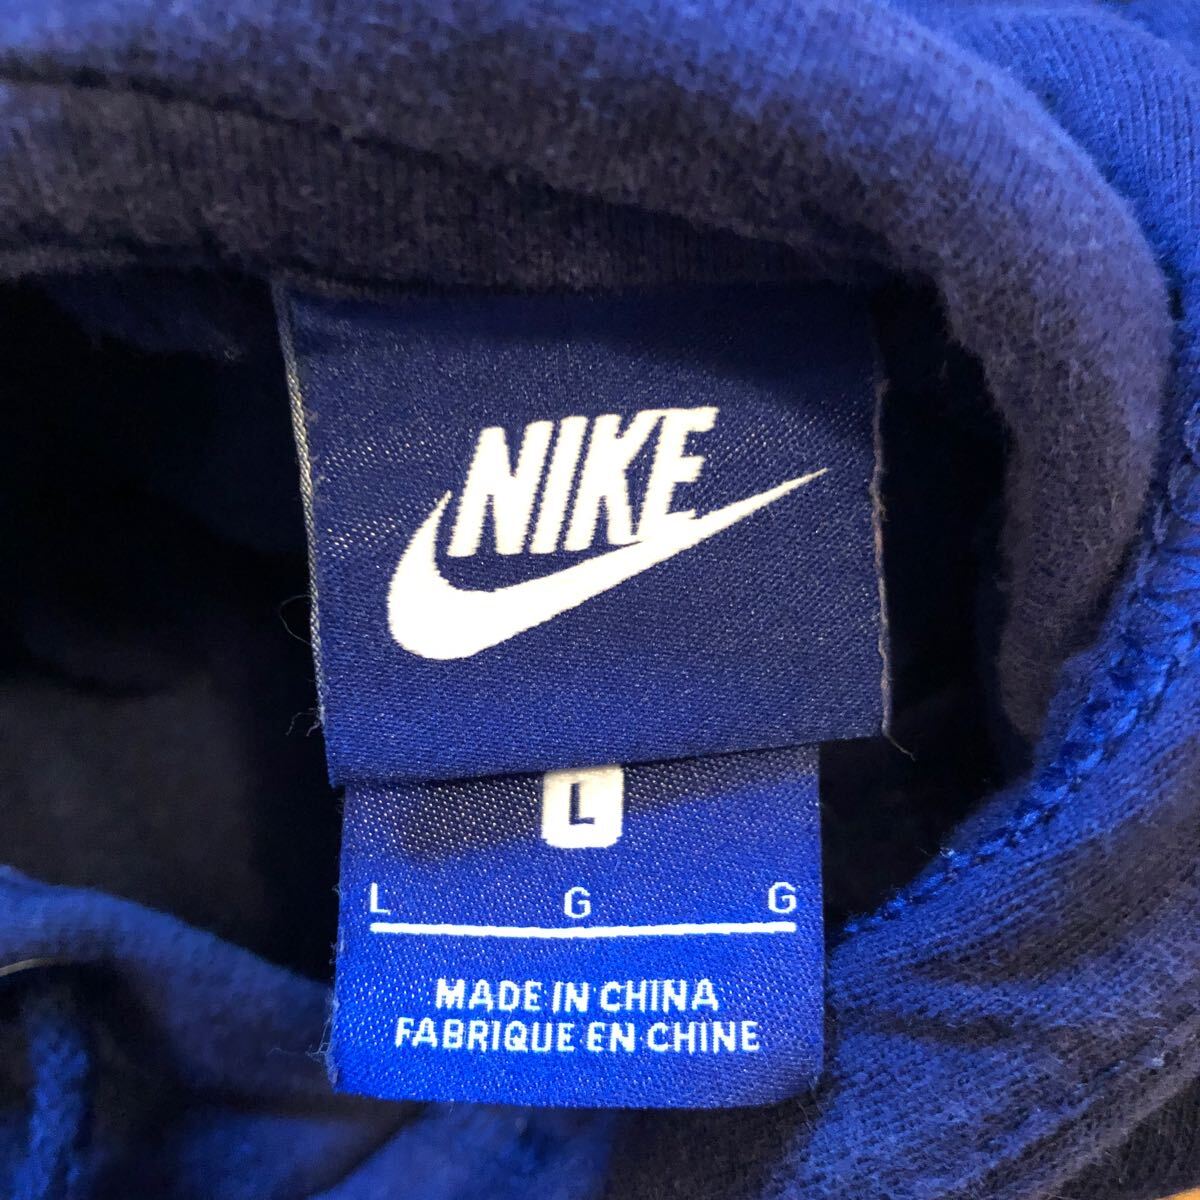 NIKE
L
L G G
MADE IN CHINA
FABRIQUE EN CHINE